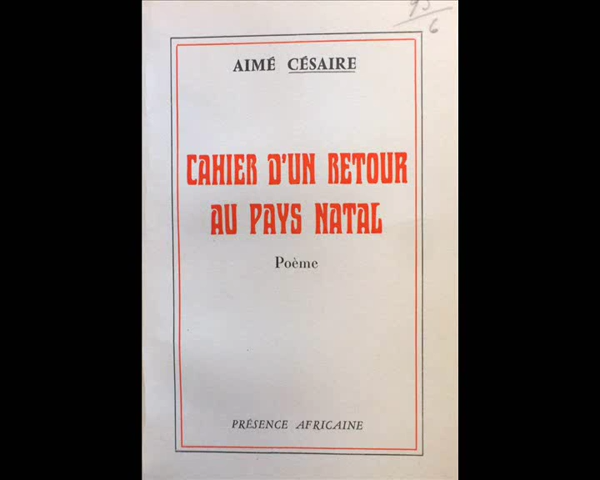 AIMÉ CÉSAIRE
CAHIER D'UN RETOUR
AU PAYS NATAL
Poème
PRÉSENCE AFRICAINE